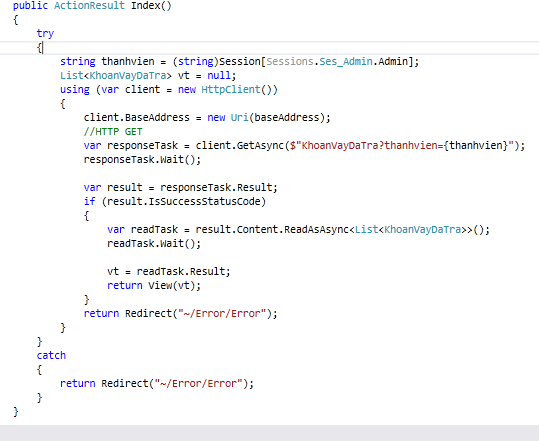 public ActionResult Index()
{
try
{
string thanhvien = (string)Session[Sessions.Ses_Admin.Admin];
List<KhoanVayDaTra> vt = null;
using (var client = new HttpClient())
{
client.BaseAddress = new Uri(baseAddress);
//HTTP GET
var responseTask = client.GetAsync($"KhoanVayDaTra?thanhvien={thanhvien}");
responseTask.Wait();
var result = responseTask.Result;
if (result.IsSuccessStatusCode)
{
var readTask = result.Content.ReadAsAsync<List<KhoanVayDaTra>>();
readTask.Wait();
vt = readTask.Result;
return View(vt);
}
return Redirect("~/Error/Error");
}
}
catch
{
return Redirect("~/Error/Error");
}
}